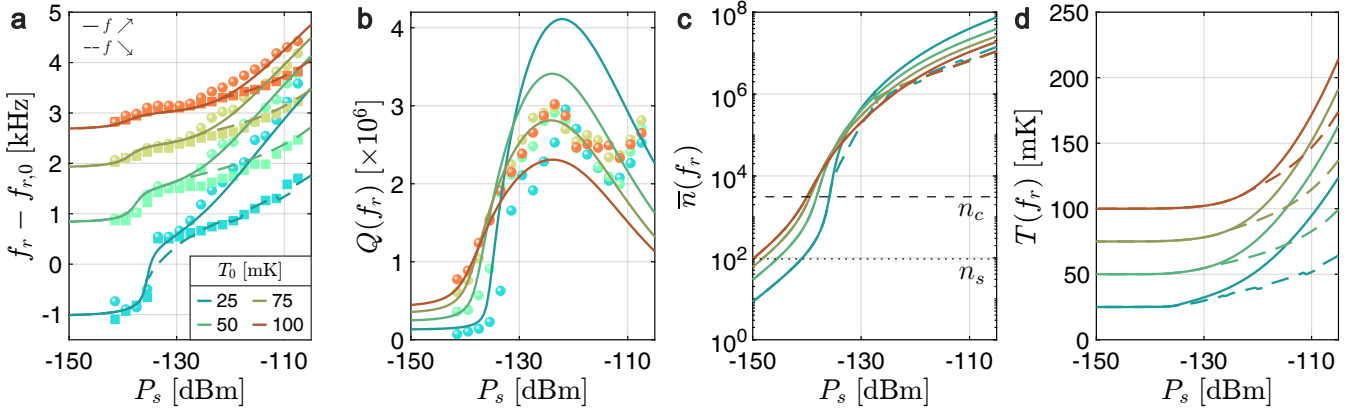 a
— f ↗
-- f ↘
5
4
3
2
1
0
-1
f_r − f_{r,0} [kHz]
T_0 [mK]
25 75
50 100
-150 -130 -110
P_s [dBm]
b
5
4
3
2
1
0
Q(f_r) [×10^6]
-150 -130 -110
P_s [dBm]
c
10^8
10^6
10^4
10^2
10^0
n̅(f_r)
n_c
n_s
-150 -130 -110
P_s [dBm]
d
250
200
150
100
50
0
T(f_r) [mK]
-150 -130 -110
P_s [dBm]